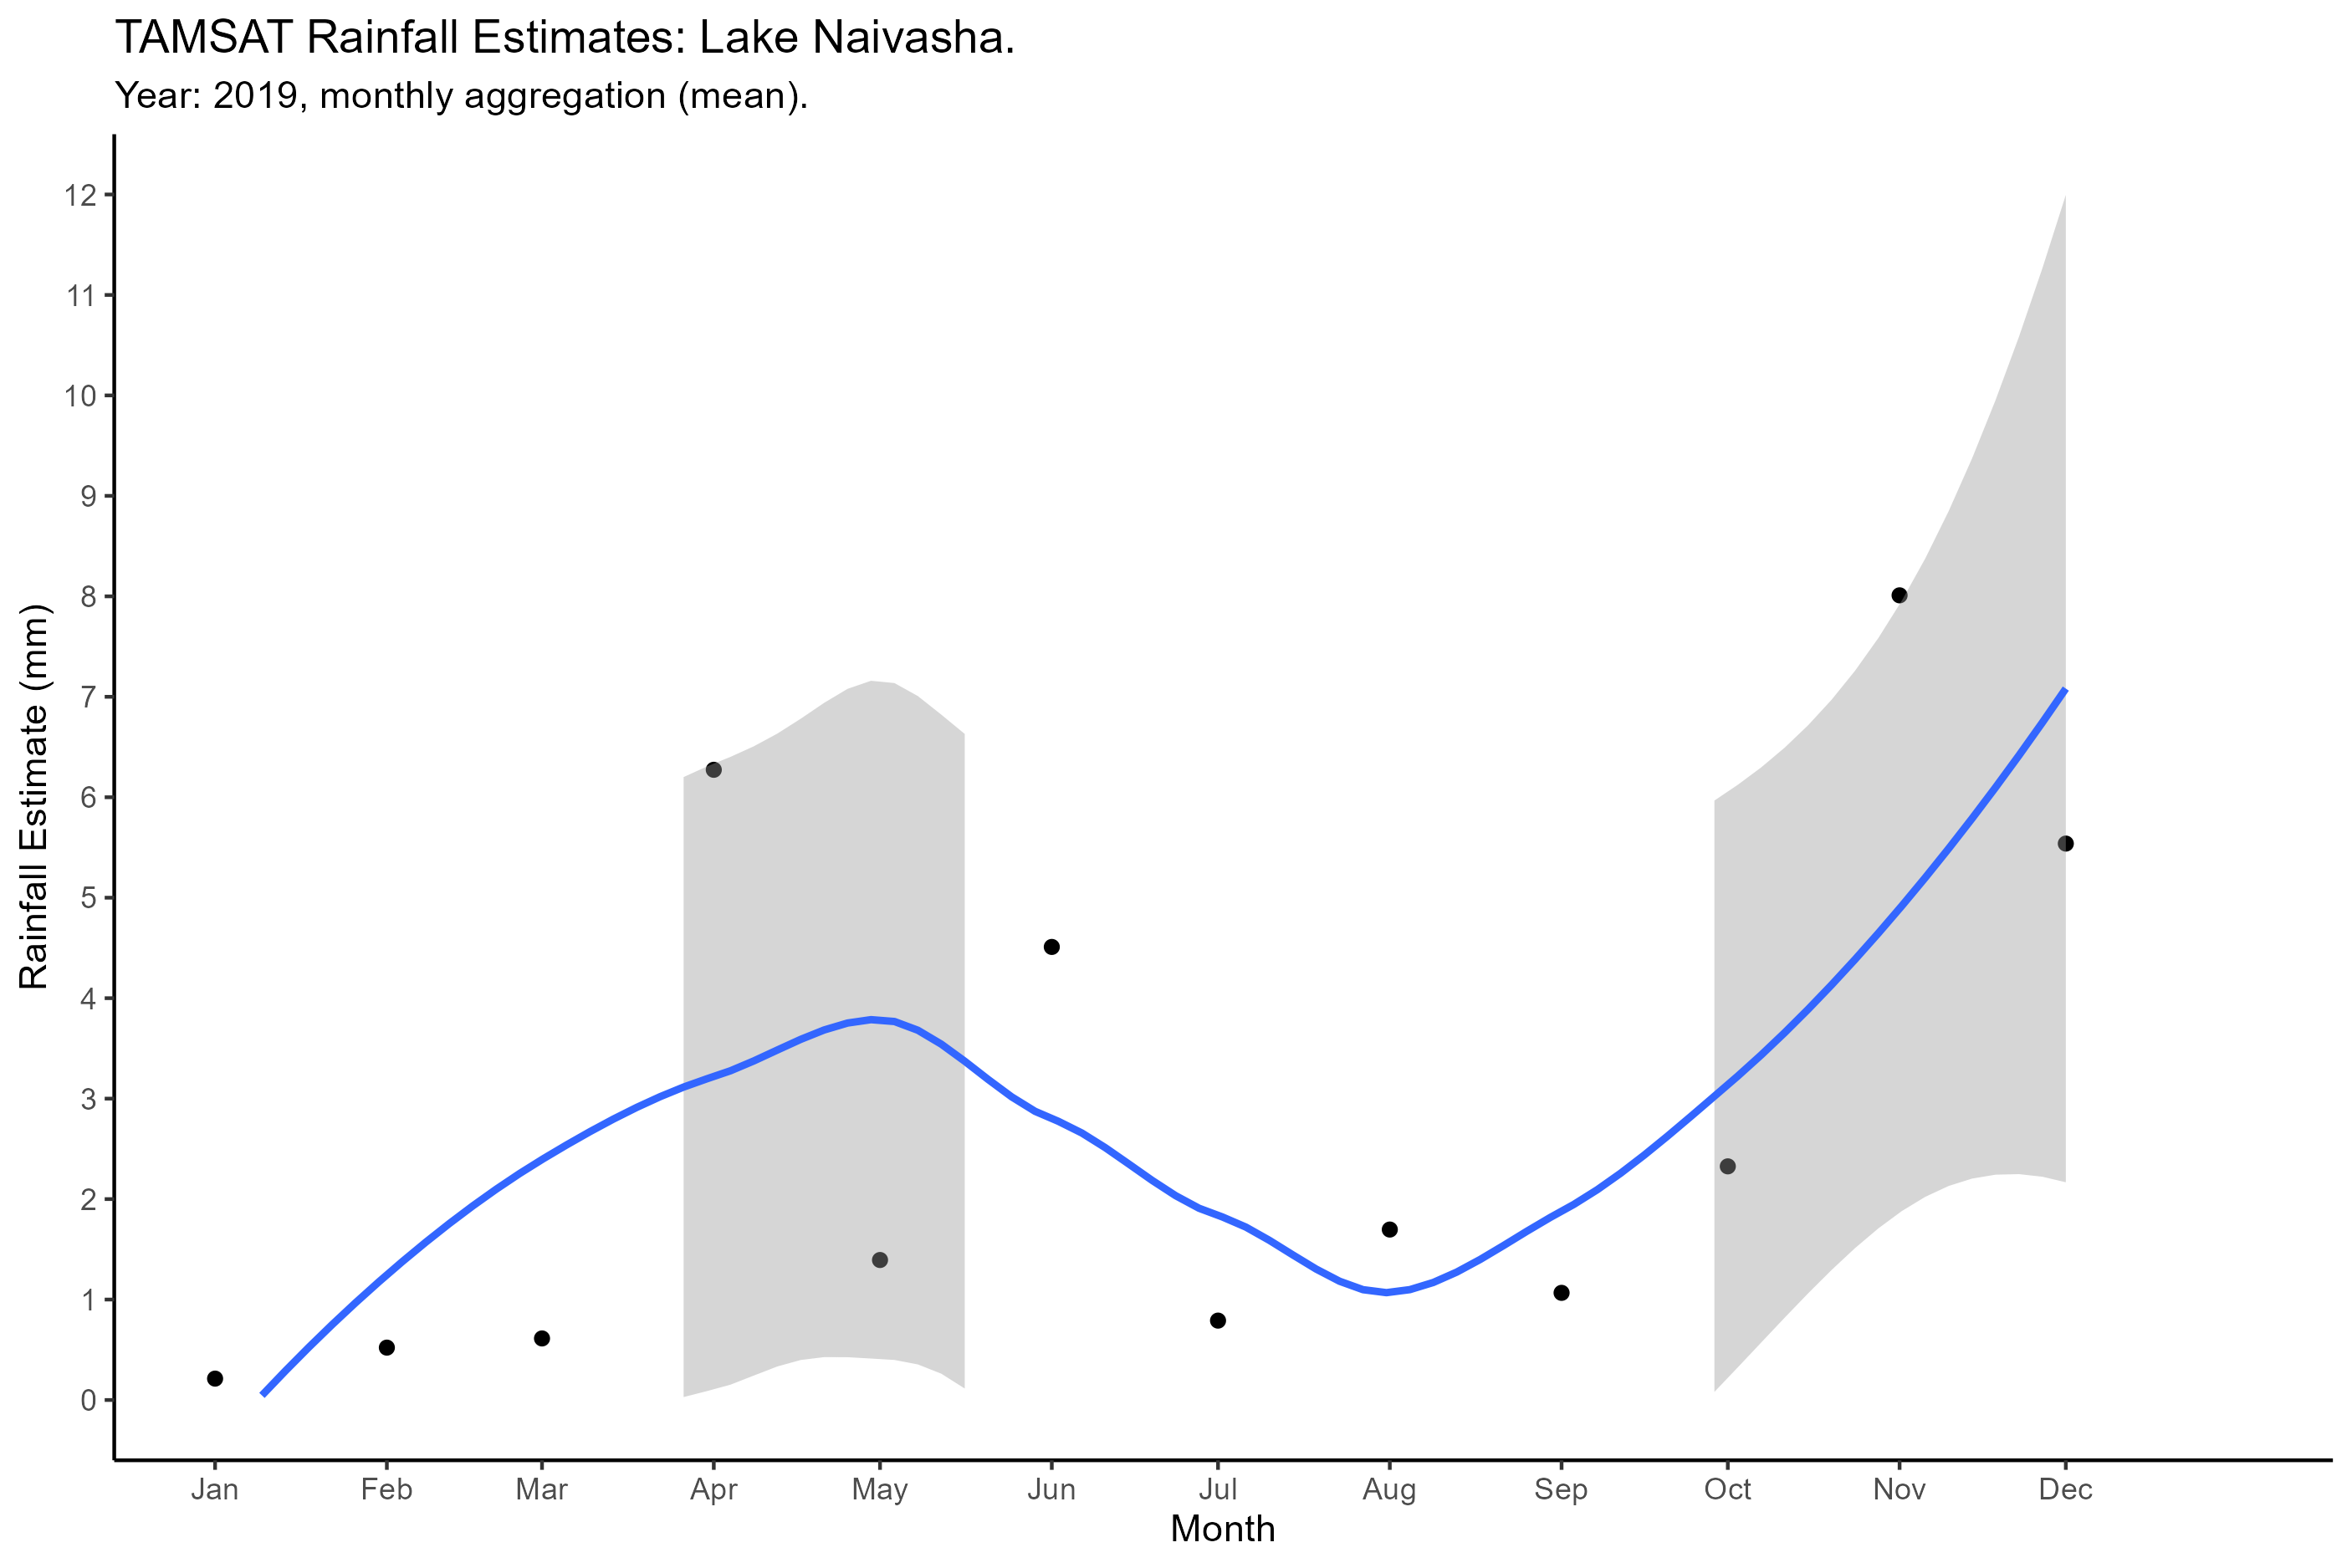 TAMSAT Rainfall Estimates: Lake Naivasha.
Year: 2019, monthly aggregation (mean).
Rainfall Estimate (mm)
12
11
10
9
8
7
6
5
4
3
2
1
0
Jan Feb Mar Apr May Jun Jul Aug Sep Oct Nov Dec
Month